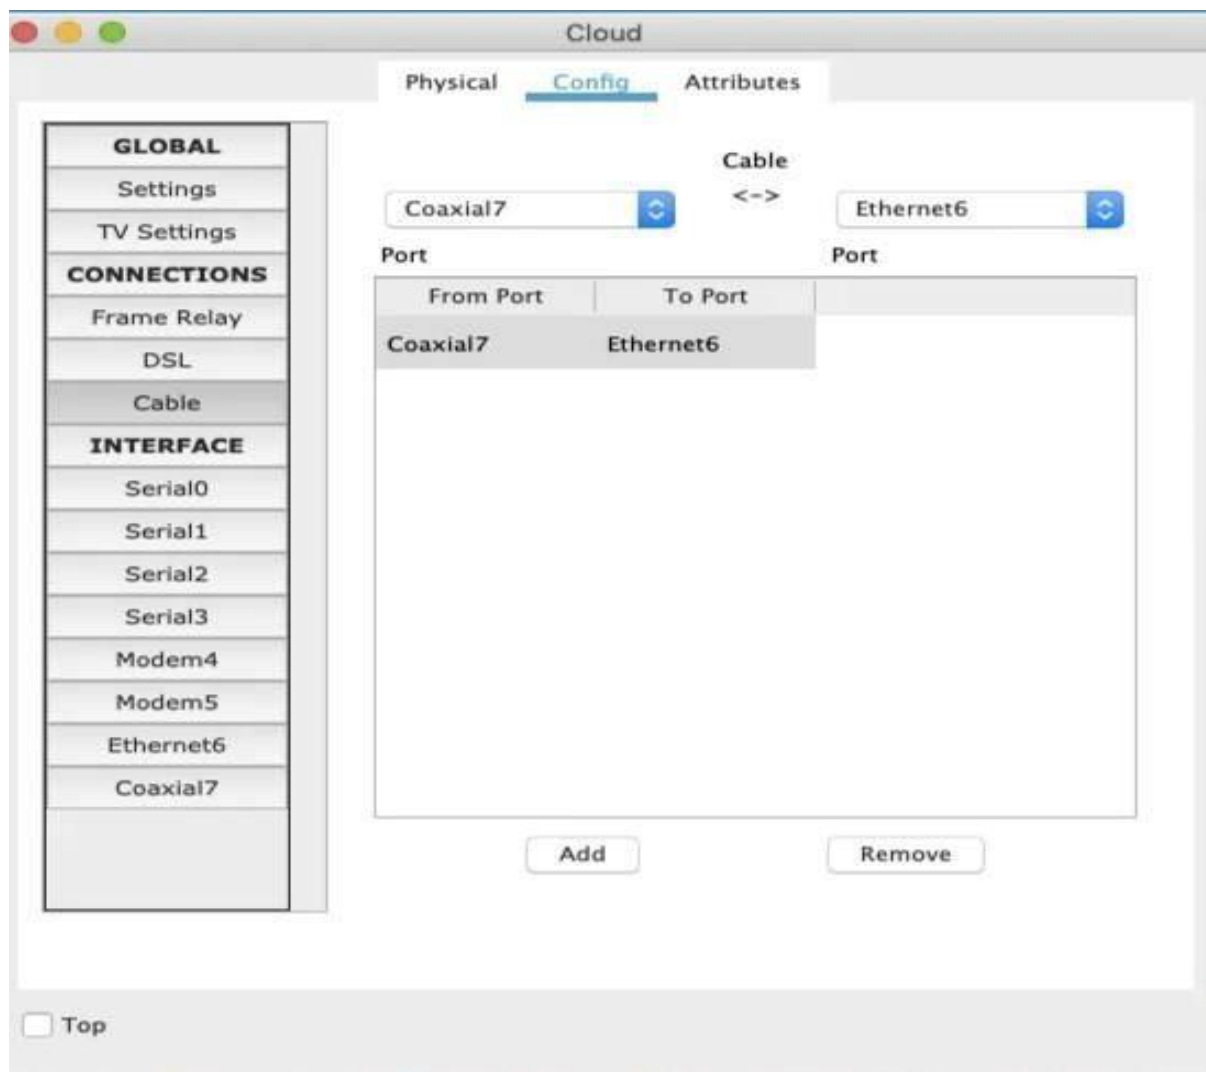 Cloud
Physical Config Attributes
GLOBAL
Settings
TV Settings
CONNECTIONS
Frame Relay
DSL
Cable
INTERFACE
Serial0
Serial1
Serial2
Serial3
Modem4
Modem5
Ethernet6
Coaxial7
Cable
Coaxial7 <-> Ethernet6
Port Port
From Port To Port
Coaxial7 Ethernet6
Add Remove
Top